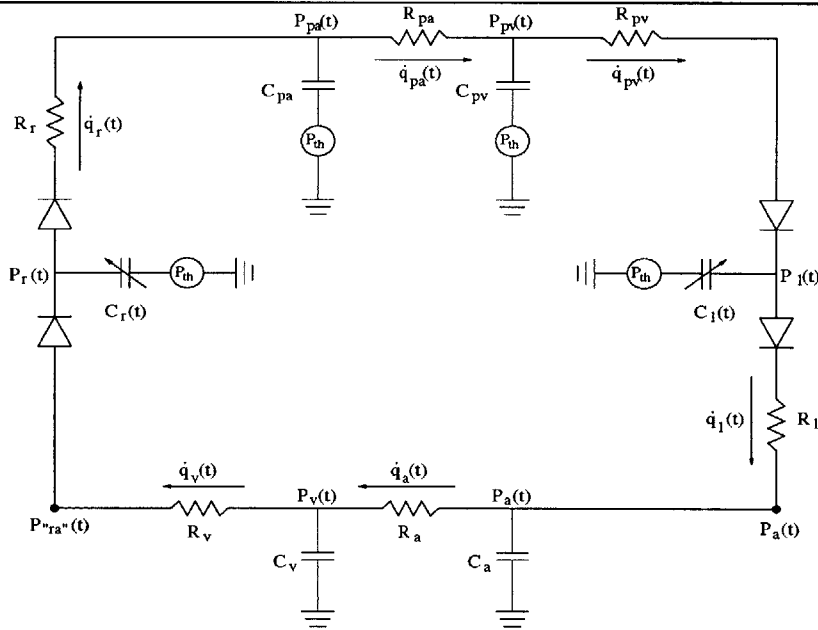 P_pa(t) R_pa P_pv(t) R_pv
q̇_pa(t) q̇_pv(t)
C_pa C_pv
R_r q̇_r(t)
P_th P_th
P_r(t) P_th P_th P_l(t)
C_r(t) C_l(t)
q̇_l(t) R_l
q̇_v(t) q̇_a(t)
P_v(t) P_a(t)
P_"ra"(t) R_v R_a P_a(t)
C_v C_a